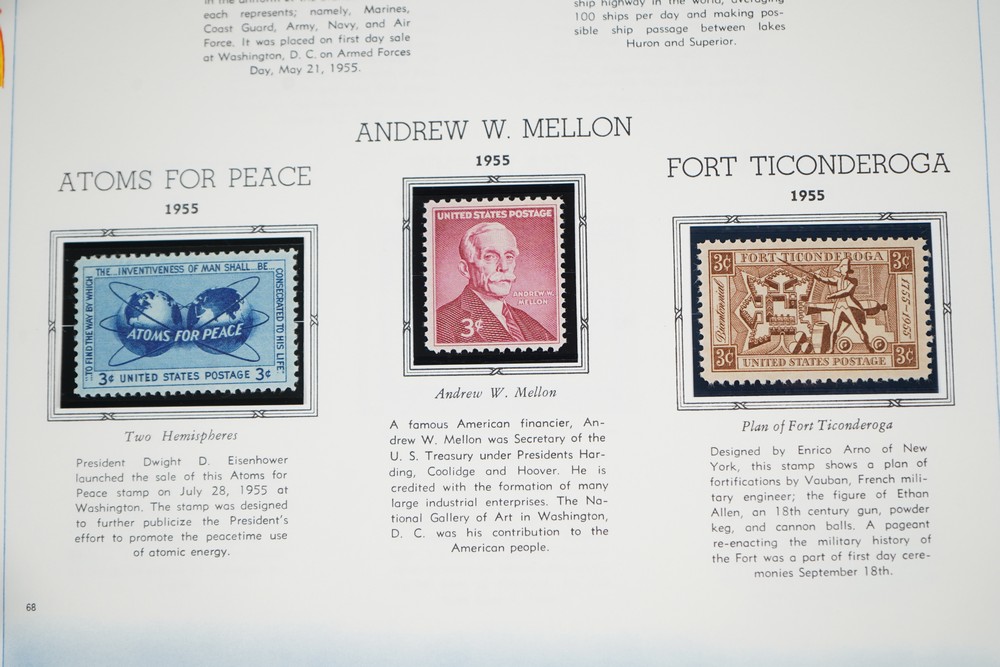 in the uniform of the
each represents; namely, Marines,
Coast Guard, Army, Navy, and Air
Force. It was placed on first day sale
at Washington, D. C. on Armed Forces
Day, May 21, 1955.
ship highway in the world, averaging
100 ships per day and making pos-
sible ship passage between lakes
Huron and Superior.
ATOMS FOR PEACE
1955
...TO FIND THE WAY BY WHICH
THE...INVENTIVENESS OF MAN SHALL BE
CONSECRATED TO HIS LIFE.
ATOMS FOR PEACE
3¢ UNITED STATES POSTAGE 3¢
Two Hemispheres
President Dwight D. Eisenhower
launched the sale of this Atoms for
Peace stamp on July 28, 1955 at
Washington. The stamp was designed
to further publicize the President's
effort to promote the peacetime use
of atomic energy.
ANDREW W. MELLON
1955
UNITED STATES POSTAGE
ANDREW W.
MELLON
3¢
Andrew W. Mellon
A famous American financier, An-
drew W. Mellon was Secretary of the
U. S. Treasury under Presidents Har-
ding, Coolidge and Hoover. He is
credited with the formation of many
large industrial enterprises. The Na-
tional Gallery of Art in Washington,
D. C. was his contribution to the
American people.
FORT TICONDEROGA
1955
3¢ FORT TICONDEROGA 3¢
Bicentennial
1755-1955
3¢ UNITED STATES POSTAGE 3¢
Plan of Fort Ticonderoga
Designed by Enrico Arno of New
York, this stamp shows a plan of
fortifications by Vauban, French mili-
tary engineer; the figure of Ethan
Allen, an 18th century gun, powder
keg, and cannon balls. A pageant
re-enacting the military history of
the Fort was a part of first day cere-
monies September 18th.
68